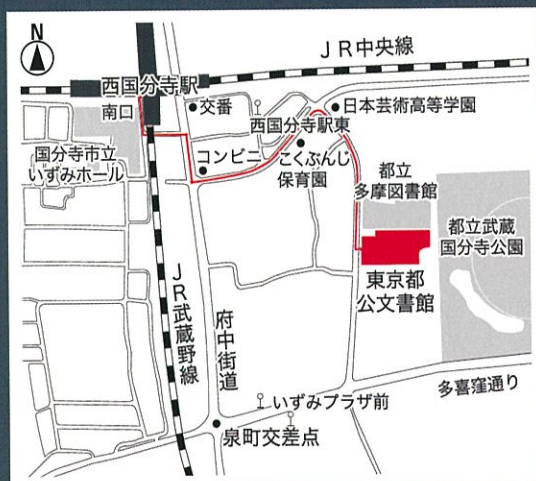 N
JR中央線
西国分寺駅
南口
交番
日本芸術高等学園
西国分寺駅東
国分寺市立
いずみホール
コンビニ
こくぶんじ
保育園
都立
多摩図書館
都立武蔵
国分寺公園
東京都
公文書館
JR武蔵野線
府中街道
いずみプラザ前
多喜窪通り
泉町交差点